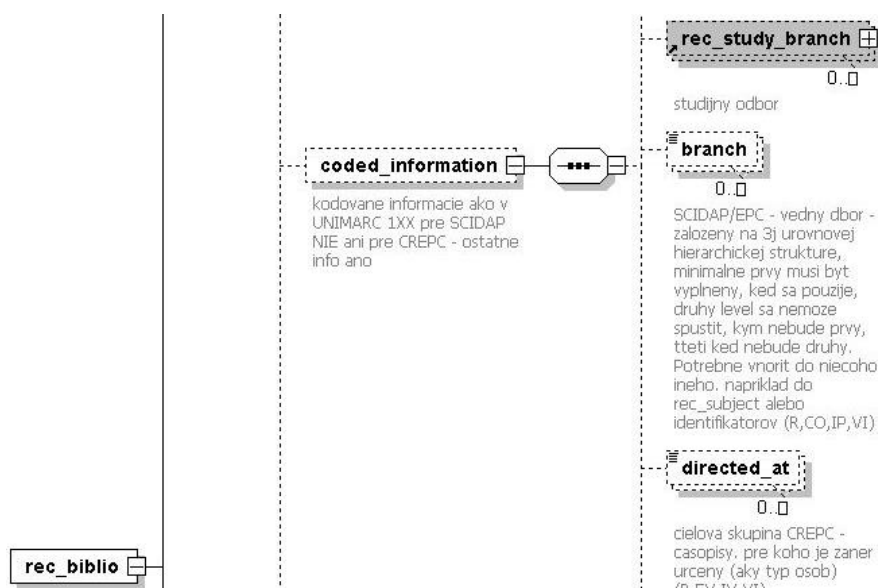 rec_study_branch
0..
studijny odbor
branch
0..
SCIDAP/EPC - vedny dbor -
zalozeny na 3j urovnovej
hierarchickej strukture,
minimalne prvy musi byt
vyplneny, ked sa pouzije,
druhy level sa nemoze
spustit, kym nebude prvy,
tteti ked nebude druhy.
Potrebne vnorit do niecoho
ineho. napriklad do
rec_subject alebo
identifikatorov (R,CO,IP,VI)
coded_information
kodovane informacie ako v
UNIMARC 1XX pre SCIDAP
NIE ani pre CREPC - ostatne
info ano
directed_at
0..
cielova skupina CREPC -
casopisy. pre koho je zaner
urceny (aky typ osob)
rec_biblio